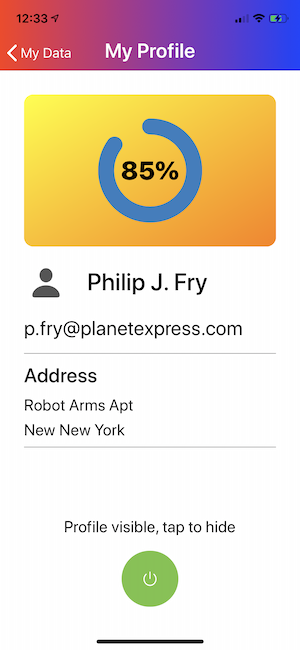 12:33
My Data
My Profile
85%
Philip J. Fry
p.fry@planetexpress.com
Address
Robot Arms Apt
New New York
Profile visible, tap to hide